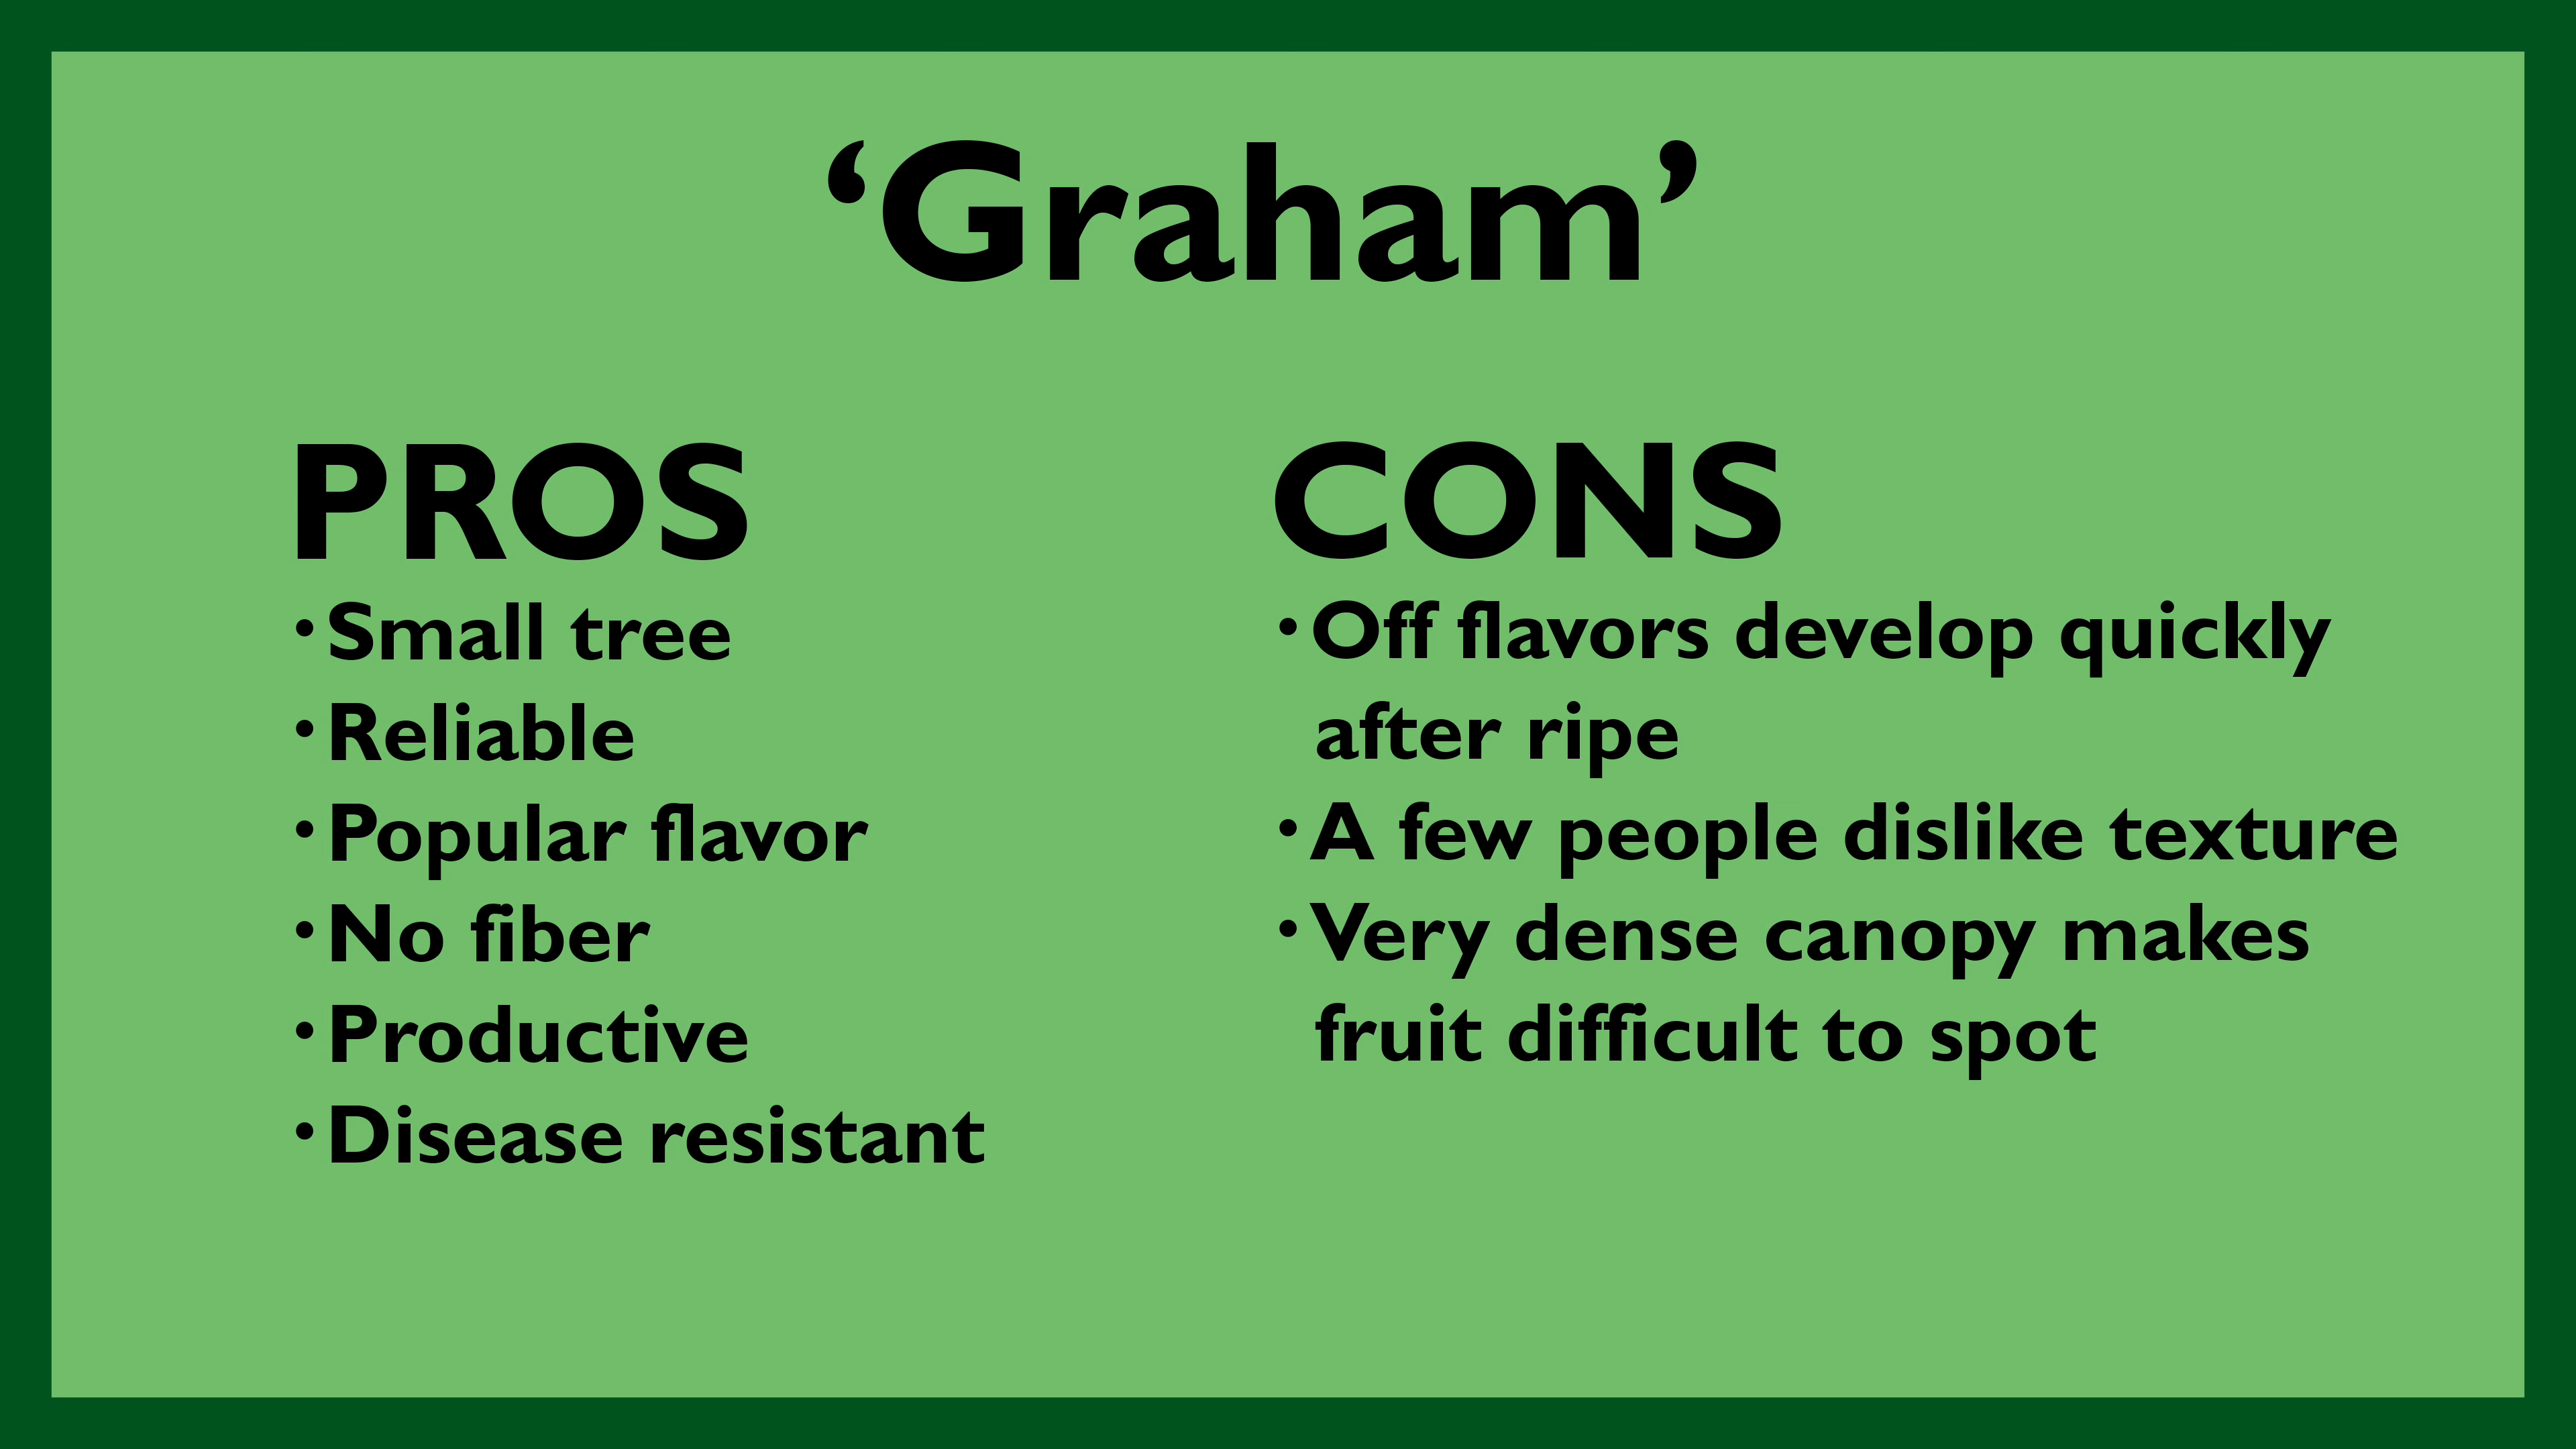 ‘Graham’
PROS
• Small tree
• Reliable
• Popular flavor
• No fiber
• Productive
• Disease resistant
CONS
• Off flavors develop quickly
after ripe
• A few people dislike texture
• Very dense canopy makes
fruit difficult to spot